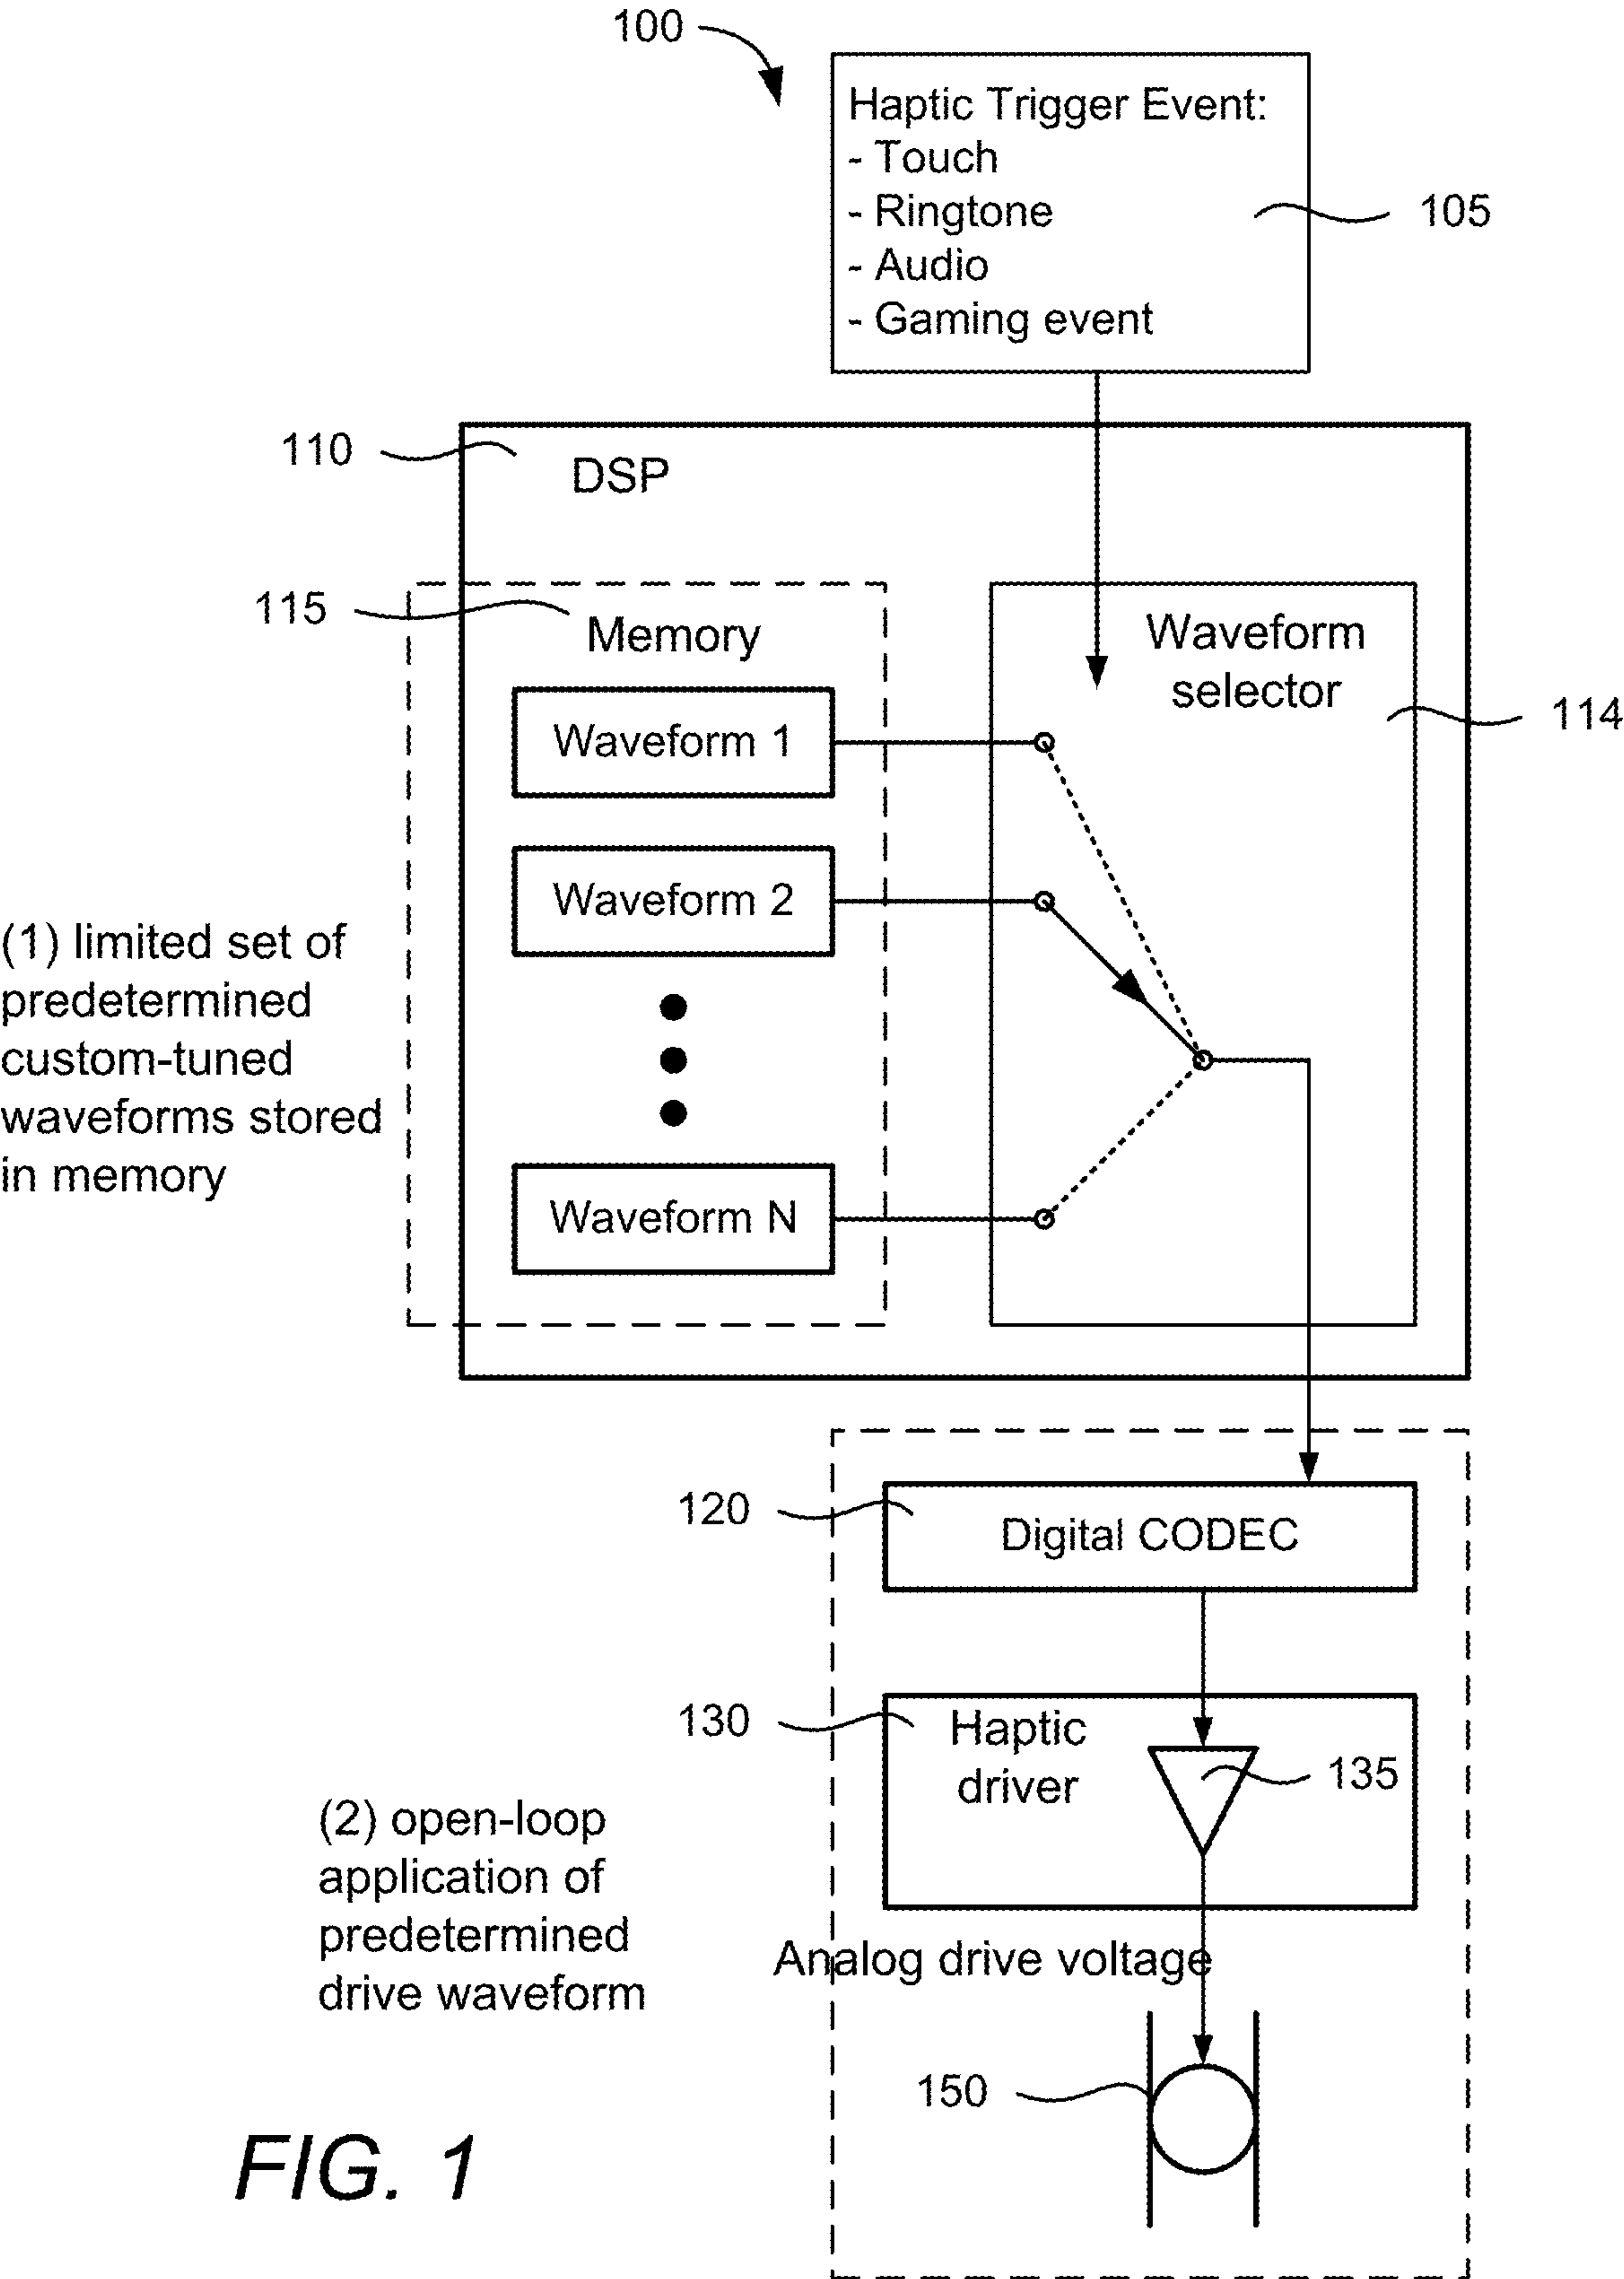 100
Haptic Trigger Event:
- Touch
- Ringtone
- Audio
- Gaming event
105
110
DSP
115
Memory
Waveform
selector
114
Waveform 1
Waveform 2
(1) limited set of
predetermined
custom-tuned
waveforms stored
in memory
Waveform N
120
Digital CODEC
130
Haptic
driver
135
(2) open-loop
application of
predetermined
drive waveform
Analog drive voltage
150
FIG. 1